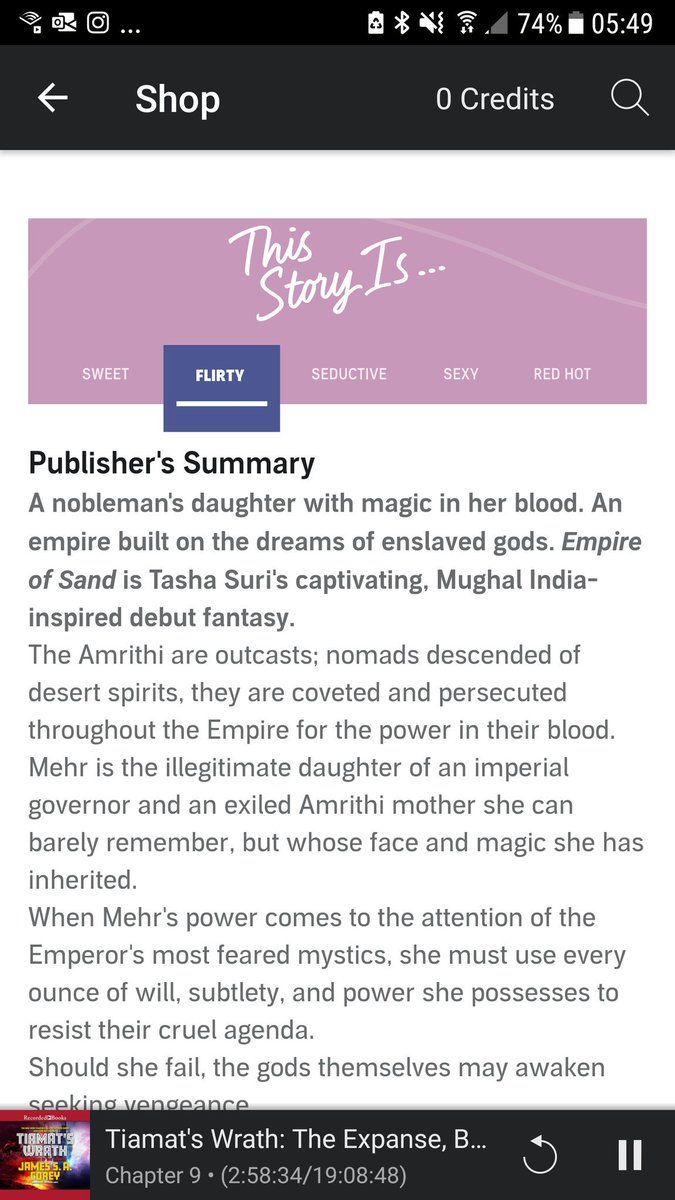 ... 74% 05:49
Shop 0 Credits
This
Story Is...
SWEET FLIRTY SEDUCTIVE SEXY RED HOT
Publisher's Summary
A nobleman's daughter with magic in her blood. An
empire built on the dreams of enslaved gods. Empire
of Sand is Tasha Suri's captivating, Mughal India-
inspired debut fantasy.
The Amrithi are outcasts; nomads descended of
desert spirits, they are coveted and persecuted
throughout the Empire for the power in their blood.
Mehr is the illegitimate daughter of an imperial
governor and an exiled Amrithi mother she can
barely remember, but whose face and magic she has
inherited.
When Mehr's power comes to the attention of the
Emperor's most feared mystics, she must use every
ounce of will, subtlety, and power she possesses to
resist their cruel agenda.
Should she fail, the gods themselves may awaken
seeking vengeance
Recorded Books
TIAMAT'S
WRATH
JAMES S. A.
COREY
Tiamat's Wrath: The Expanse, B...
Chapter 9 • (2:58:34/19:08:48)